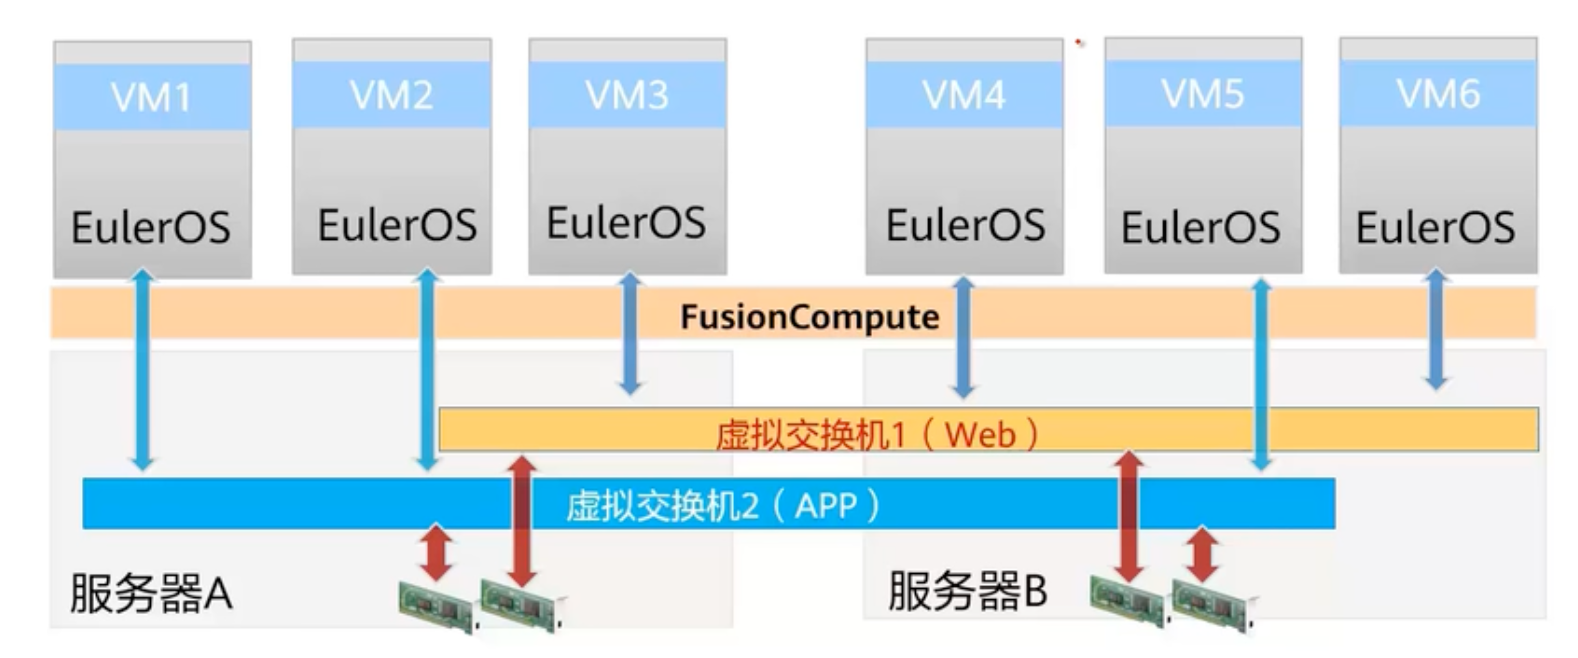 VM1
VM2
VM3
VM4
VM5
VM6
EulerOS
EulerOS
EulerOS
EulerOS
EulerOS
EulerOS
FusionCompute
虚拟交换机1（Web）
虚拟交换机2（APP）
服务器A
服务器B